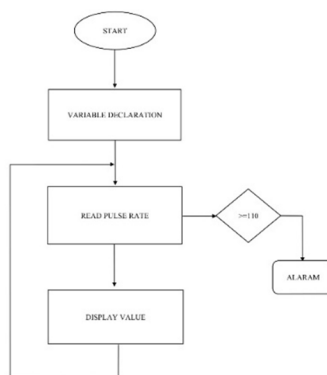 START
VARIABLE DECLARATION
READ PULSE RATE
>=110
ALARAM
DISPLAY VALUE